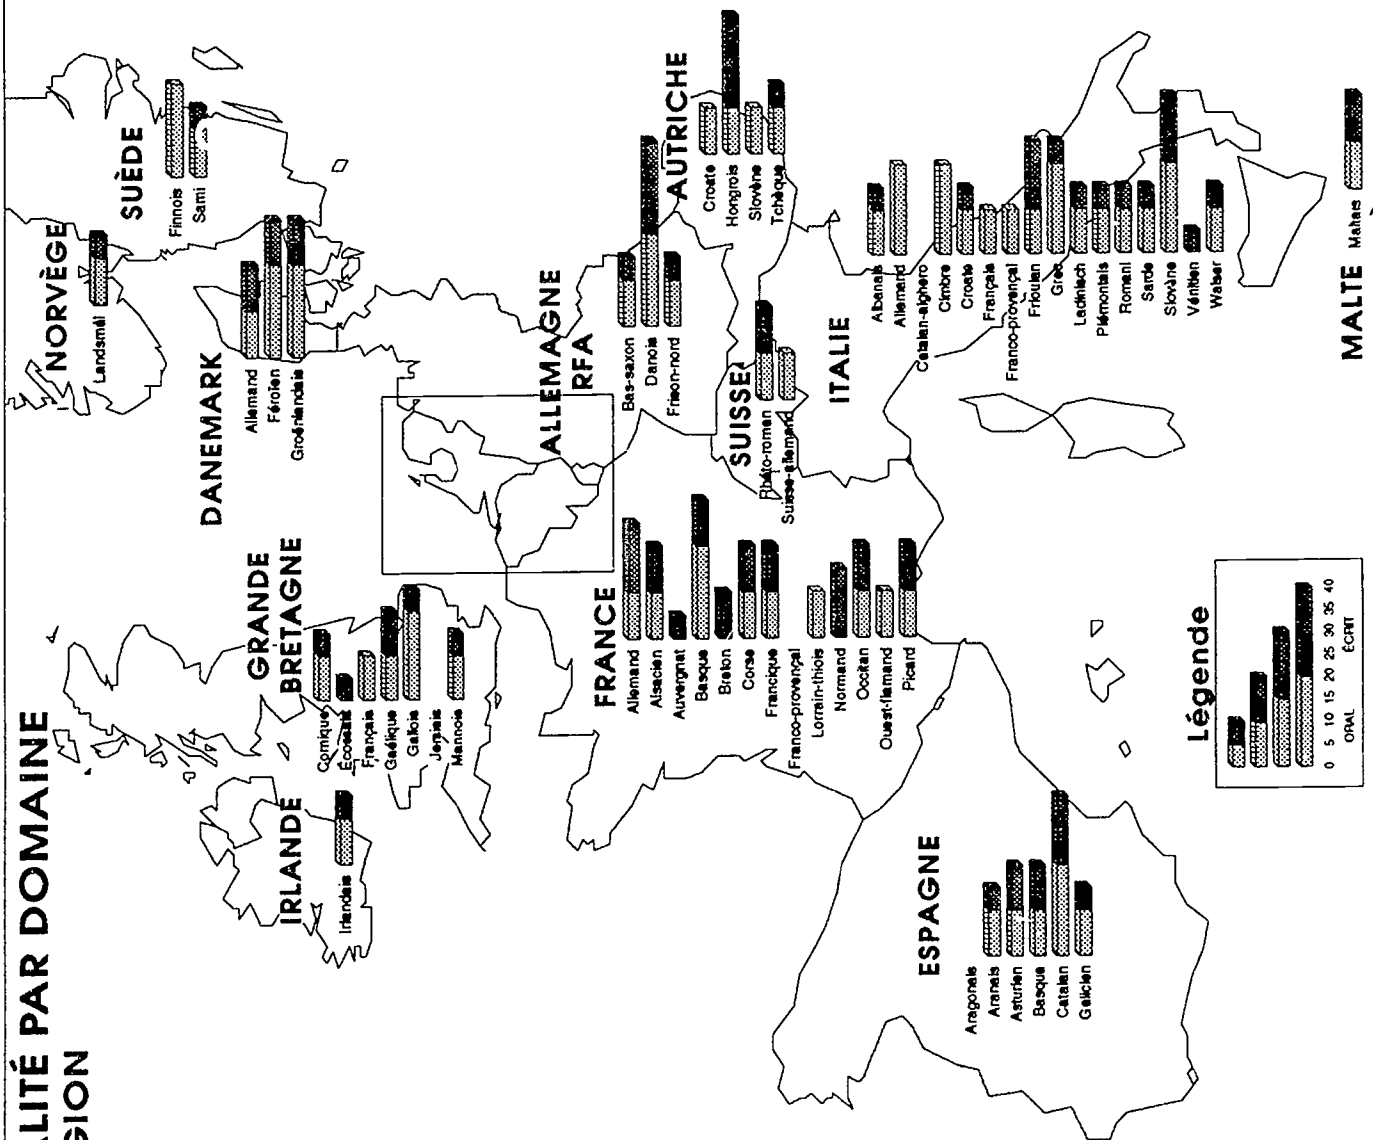 ALITÉ PAR DOMAINE
GION
NORVÈGE
Landsmål
SUÈDE
Finnois
Sami
DANEMARK
Allemand
Féroïen
Groënlandais
IRLANDE
Irlandais
GRANDE
BRETAGNE
Cornique
Ecossais
Français
Gaélique
Gallois
Jersiais
Mannois
ALLEMAGNE
RFA
Bas-saxon
Danois
Frison-nord
AUTRICHE
Croate
Hongrois
Slovène
Tchèque
FRANCE
Allemand
Alsacien
Auvergnat
Basque
Breton
Corse
Francique
Franco-provençal
Lorrain-thiois
Normand
Occitan
Ouest-flamand
Picard
SUISSE
Rhéto-roman
Suisse-allemand
ITALIE
Albanais
Allemand
Catalan-alghero
Cimbre
Croate
Français
Franco-provençal
Frioulan
Grec
Ladiniech
Piémontais
Romani
Sarde
Slovène
Vénitien
Walser
ESPAGNE
Aragonais
Aranais
Asturien
Basque
Catalan
Galicien
Légende
0 5 10 15 20 25 30 35 40
ORAL ÉCRIT
MALTE
Maltais